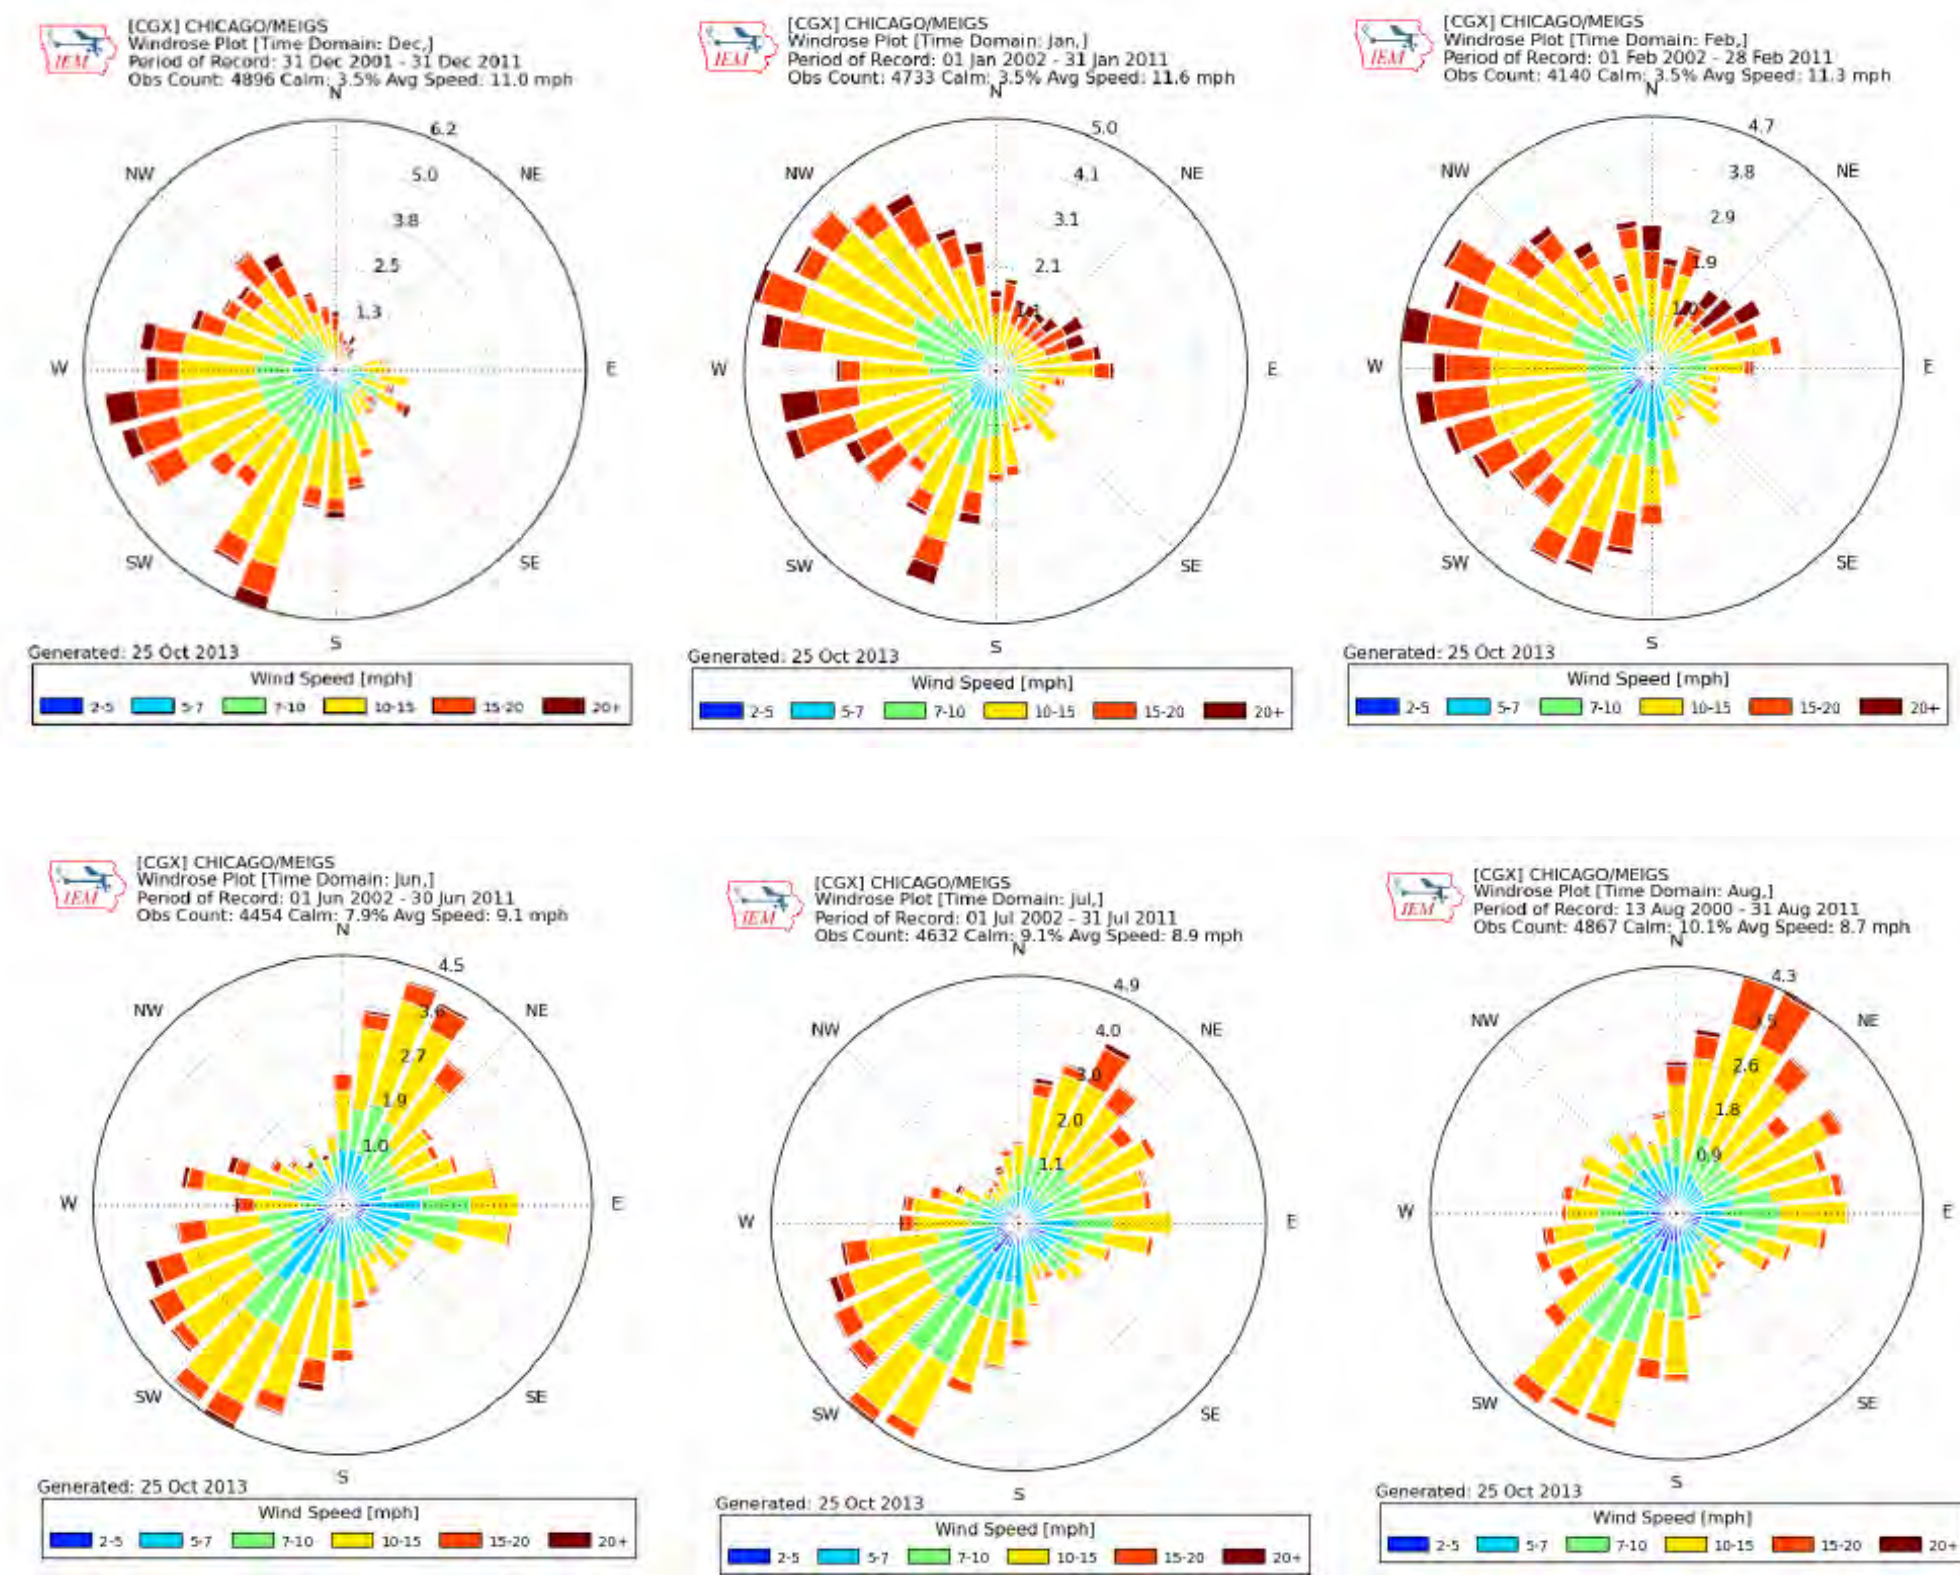 [CGX] CHICAGO/MEIGS
Windrose Plot [Time Domain: Dec,]
Period of Record: 31 Dec 2001 - 31 Dec 2011
Obs Count: 4896 Calm: 3.5% Avg Speed: 11.0 mph
IEM
N
6.2
NW
5.0
NE
3.8
2.5
1.3
W
E
SW
SE
S
Generated: 25 Oct 2013
Wind Speed [mph]
2-5 5-7 7-10 10-15 15-20 20+
[CGX] CHICAGO/MEIGS
Windrose Plot [Time Domain: Jan,]
Period of Record: 01 Jan 2002 - 31 Jan 2011
Obs Count: 4733 Calm: 3.5% Avg Speed: 11.6 mph
IEM
N
5.0
NW
4.1
NE
3.1
2.1
1.1
W
E
SW
SE
S
Generated: 25 Oct 2013
Wind Speed [mph]
2-5 5-7 7-10 10-15 15-20 20+
[CGX] CHICAGO/MEIGS
Windrose Plot [Time Domain: Feb,]
Period of Record: 01 Feb 2002 - 28 Feb 2011
Obs Count: 4140 Calm: 3.5% Avg Speed: 11.3 mph
IEM
N
4.7
NW
3.8
NE
2.9
1.9
1.0
W
E
SW
SE
S
Generated: 25 Oct 2013
Wind Speed [mph]
2-5 5-7 7-10 10-15 15-20 20+
[CGX] CHICAGO/MEIGS
Windrose Plot [Time Domain: Jun,]
Period of Record: 01 Jun 2002 - 30 Jun 2011
Obs Count: 4454 Calm: 7.9% Avg Speed: 9.1 mph
IEM
N
4.5
NW
3.6
NE
2.7
1.9
1.0
W
E
SW
SE
S
Generated: 25 Oct 2013
Wind Speed [mph]
2-5 5-7 7-10 10-15 15-20 20+
[CGX] CHICAGO/MEIGS
Windrose Plot [Time Domain: Jul,]
Period of Record: 01 Jul 2002 - 31 Jul 2011
Obs Count: 4632 Calm: 9.1% Avg Speed: 8.9 mph
IEM
N
4.9
NW
4.0
NE
3.0
2.0
1.1
W
E
SW
SE
S
Generated: 25 Oct 2013
Wind Speed [mph]
2-5 5-7 7-10 10-15 15-20 20+
[CGX] CHICAGO/MEIGS
Windrose Plot [Time Domain: Aug,]
Period of Record: 13 Aug 2000 - 31 Aug 2011
Obs Count: 4867 Calm: 10.1% Avg Speed: 8.7 mph
IEM
N
4.3
NW
3.5
NE
2.6
1.8
0.9
W
E
SW
SE
S
Generated: 25 Oct 2013
Wind Speed [mph]
2-5 5-7 7-10 10-15 15-20 20+